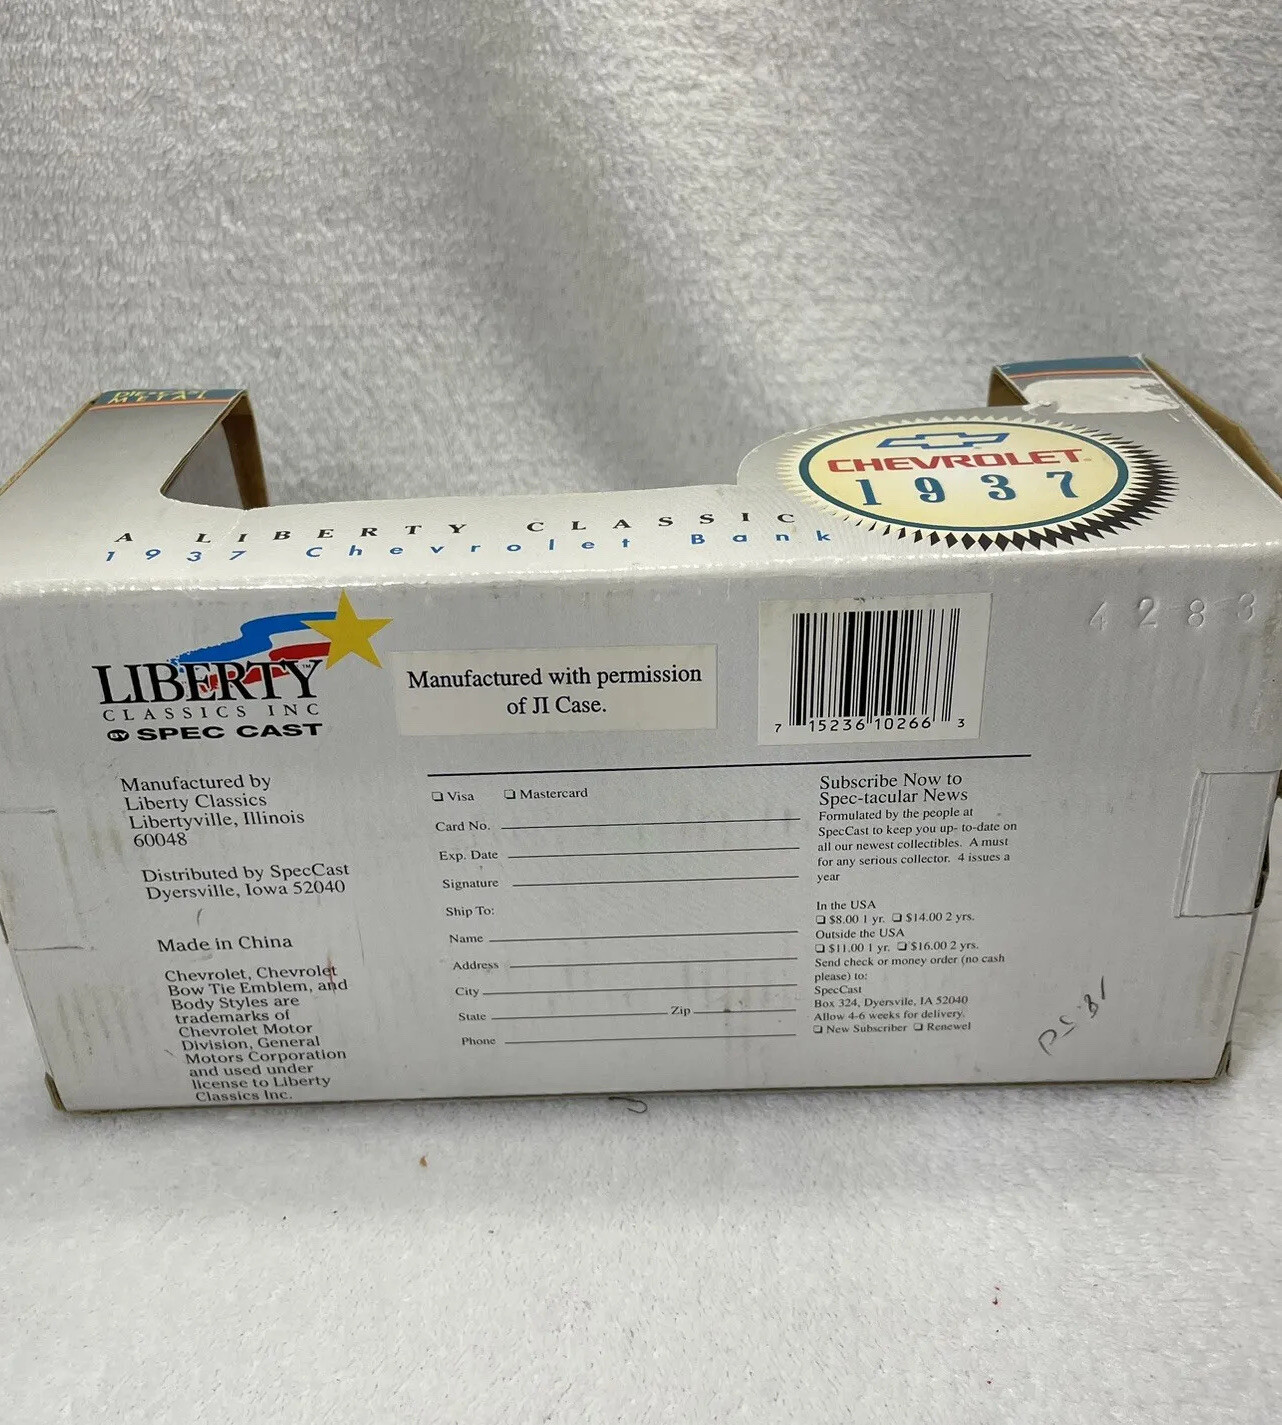 DIE-CAST
METAL
CHEVROLET
1937
A LIBERTY CLASSIC
1937 Chevrolet Bank
4283
LIBERTY™
CLASSICS INC
BY SPEC CAST
Manufactured with permission
of JI Case.
7 15236 10266 3
Manufactured by
Liberty Classics
Libertyville, Illinois
60048
Distributed by SpecCast
Dyersville, Iowa 52040
Made in China
Chevrolet, Chevrolet
Bow Tie Emblem, and
Body Styles are
trademarks of
Chevrolet Motor
Division, General
Motors Corporation
and used under
license to Liberty
Classics Inc.
❏ Visa ❏ Mastercard
Card No.
Exp. Date
Signature
Ship To:
Name
Address
City
State Zip
Phone
Subscribe Now to
Spec-tacular News
Formulated by the people at
SpecCast to keep you up- to-date on
all our newest collectibles. A must
for any serious collector. 4 issues a
year
In the USA
❏ $8.00 1 yr. ❏ $14.00 2 yrs.
Outside the USA
❏ $11.00 1 yr. ❏ $16.00 2 yrs.
Send check or money order (no cash
please) to:
SpecCast
Box 324, Dyersvile, IA 52040
Allow 4-6 weeks for delivery.
❏ New Subscriber ❏ Renewel